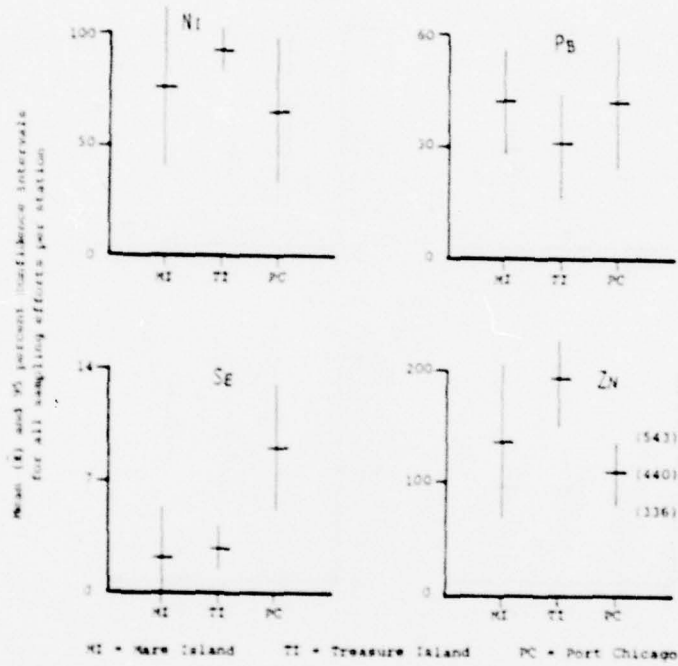 Mean (x̄) and 95 percent confidence intervals
for all sampling efforts per station
Ni
100
50
0
MI TI PC
PB
60
30
0
MI TI PC
SE
14
7
0
MI TI PC
ZN
200
100
0
(543)
(440)
(336)
MI TI PC
MI = Mare Island TI = Treasure Island PC = Port Chicago